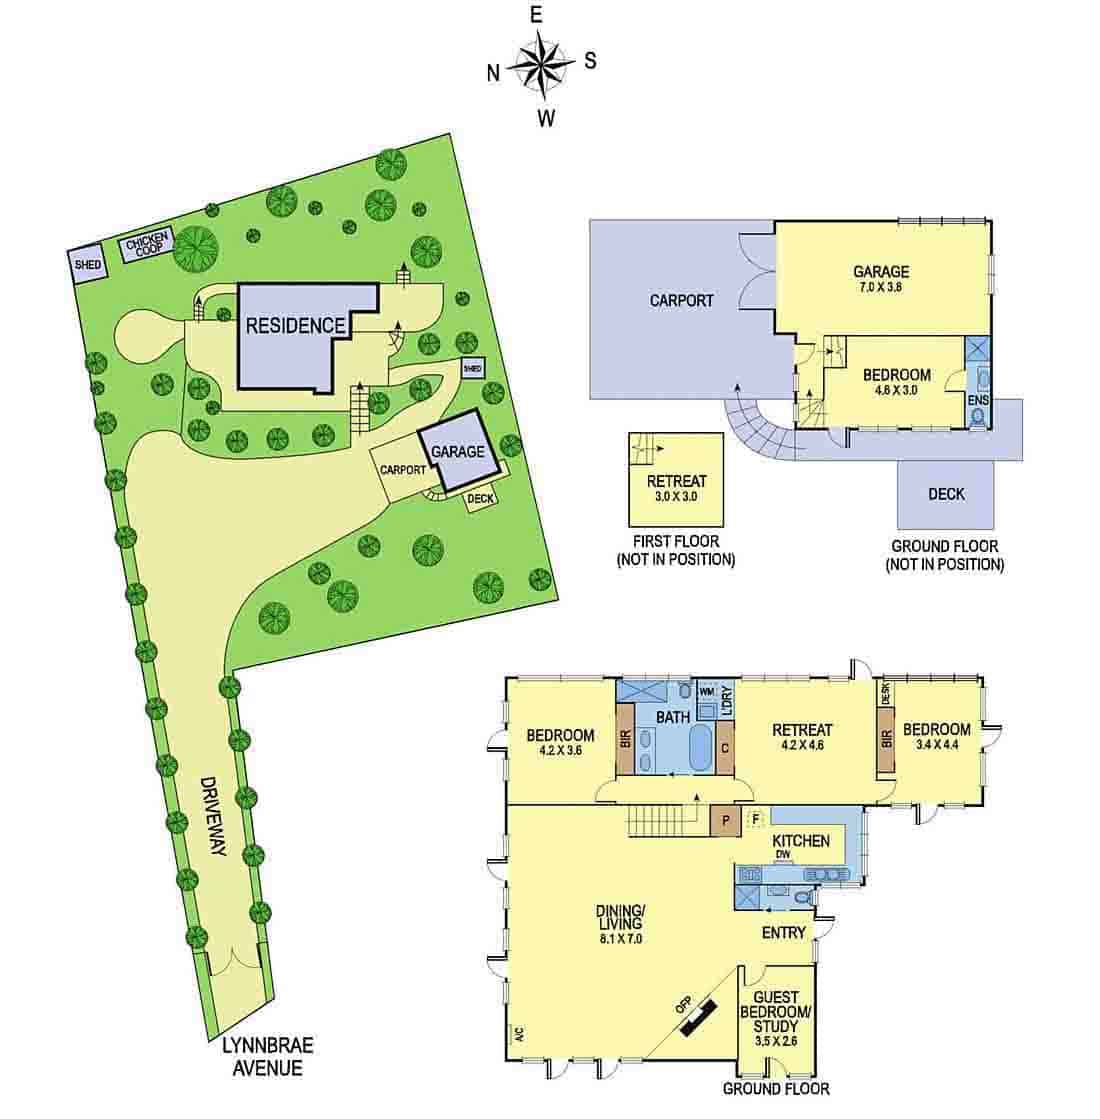 E
N
S
W
SHED
CHICKEN
COOP
RESIDENCE
SHED
CARPORT
GARAGE
DECK
DRIVEWAY
LYNNBRAE
AVENUE
CARPORT
GARAGE
7.0 X 3.8
BEDROOM
4.6 X 3.0
ENS
DECK
RETREAT
3.0 X 3.0
FIRST FLOOR
(NOT IN POSITION)
GROUND FLOOR
(NOT IN POSITION)
BEDROOM
4.2 X 3.6
BIR
BATH
WM
L'DRY
C
RETREAT
4.2 X 4.6
DESK
BIR
BEDROOM
3.4 X 4.4
P
F
KITCHEN
DW
DINING/
LIVING
8.1 X 7.0
ENTRY
OFP
GUEST
BEDROOM/
STUDY
3.5 X 2.6
A/C
GROUND FLOOR